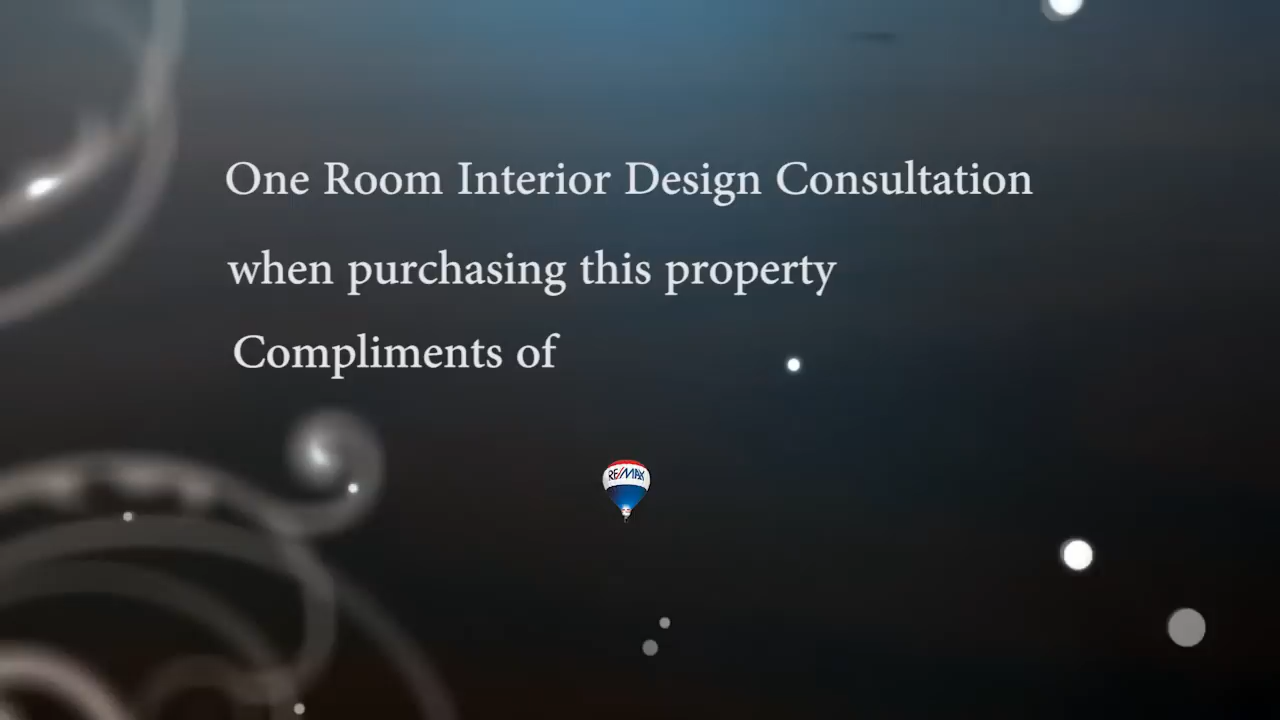 One Room Interior Design Consultation
when purchasing this property
Compliments of
RE/MAX